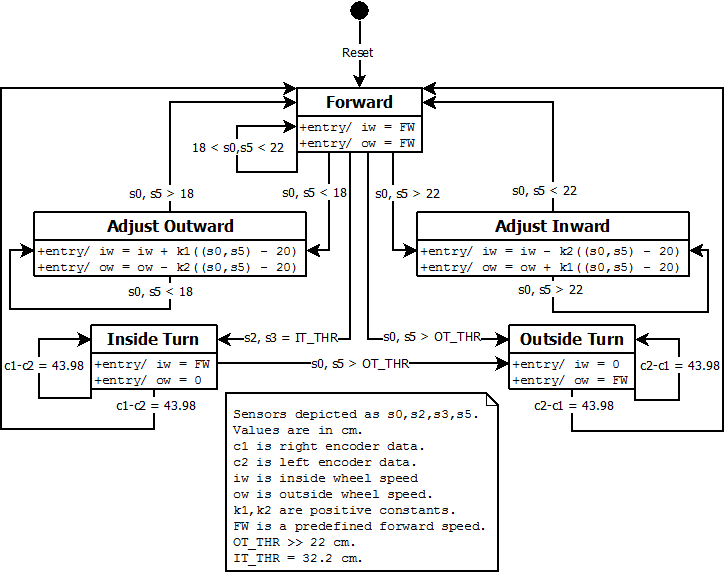 Reset
Forward
+entry/ iw = FW
+entry/ ow = FW
18 < s0,s5 < 22
s0, s5 > 18
s0, s5 < 18
s0, s5 > 22
s0, s5 < 22
Adjust Outward
+entry/ iw = iw + k1((s0,s5) - 20)
+entry/ ow = ow - k2((s0,s5) - 20)
s0, s5 < 18
Adjust Inward
+entry/ iw = iw - k2((s0,s5) - 20)
+entry/ ow = ow + k1((s0,s5) - 20)
s0, s5 > 22
s2, s3 = IT_THR
s0, s5 > OT_THR
Inside Turn
+entry/ iw = FW
+entry/ ow = 0
c1-c2 = 43.98
c1-c2 = 43.98
s0, s5 > OT_THR
Outside Turn
+entry/ iw = 0
+entry/ ow = FW
c2-c1 = 43.98
c2-c1 = 43.98
Sensors depicted as s0,s2,s3,s5.
Values are in cm.
c1 is right encoder data.
c2 is left encoder data.
iw is inside wheel speed
ow is outside wheel speed.
k1,k2 are positive constants.
FW is a predefined forward speed.
OT_THR >> 22 cm.
IT_THR = 32.2 cm.